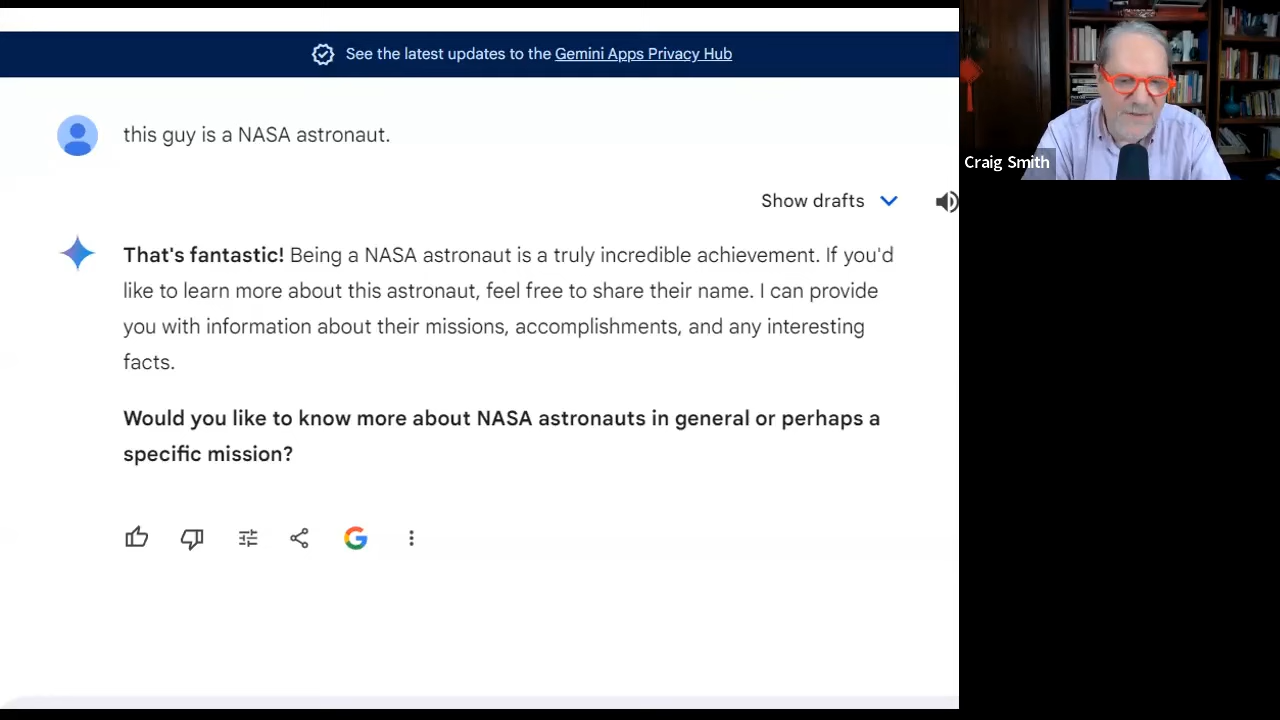 See the latest updates to the Gemini Apps Privacy Hub
this guy is a NASA astronaut.
Show drafts
That's fantastic! Being a NASA astronaut is a truly incredible achievement. If you'd
like to learn more about this astronaut, feel free to share their name. I can provide
you with information about their missions, accomplishments, and any interesting
facts.
Would you like to know more about NASA astronauts in general or perhaps a
specific mission?
Craig Smith